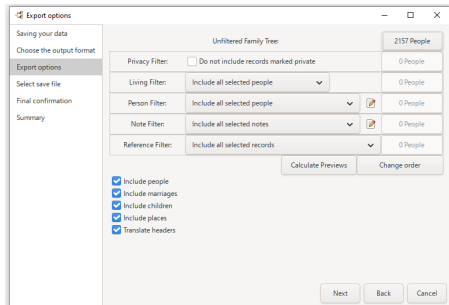 Export options
Saving your data
Choose the output format
Export options
Select save file
Final confirmation
Summary
Unfiltered Family Tree: 2157 People
Privacy Filter: Do not include records marked private 0 People
Living Filter: Include all selected people 0 People
Person Filter: Include all selected people 0 People
Note Filter: Include all selected notes 0 People
Reference Filter: Include all selected records 0 People
Calculate Previews Change order
Include people
Include marriages
Include children
Include places
Translate headers
Next Back Cancel